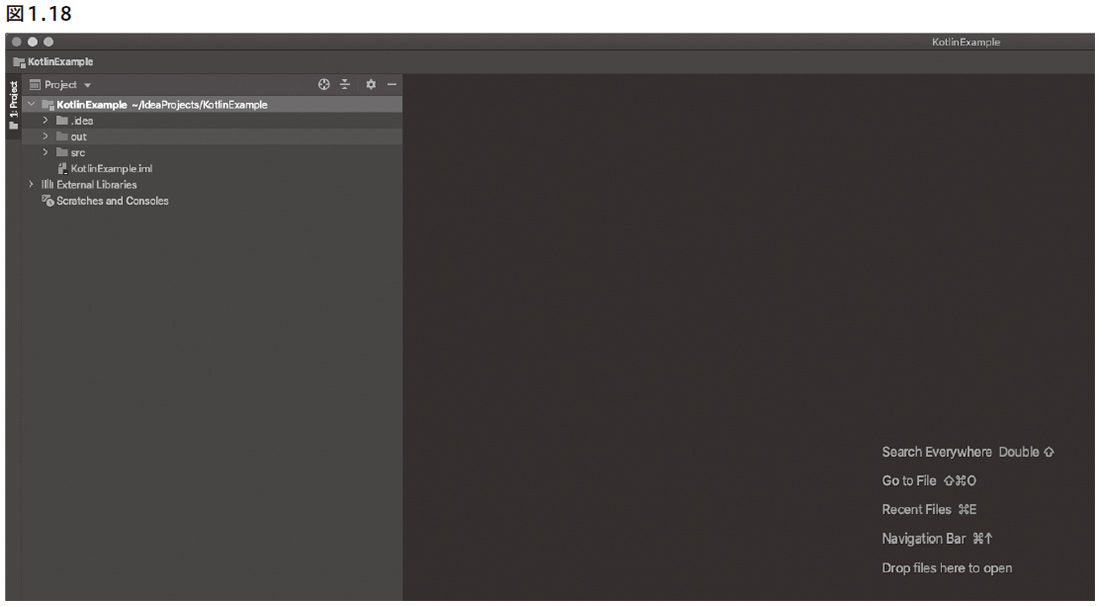 図1.18
KotlinExample
KotlinExample
1: Project
Project
KotlinExample ~/IdeaProjects/KotlinExample
.idea
out
src
KotlinExample.iml
External Libraries
Scratches and Consoles
Search Everywhere Double ⇧
Go to File ⇧⌘O
Recent Files ⌘E
Navigation Bar ⌘↑
Drop files here to open